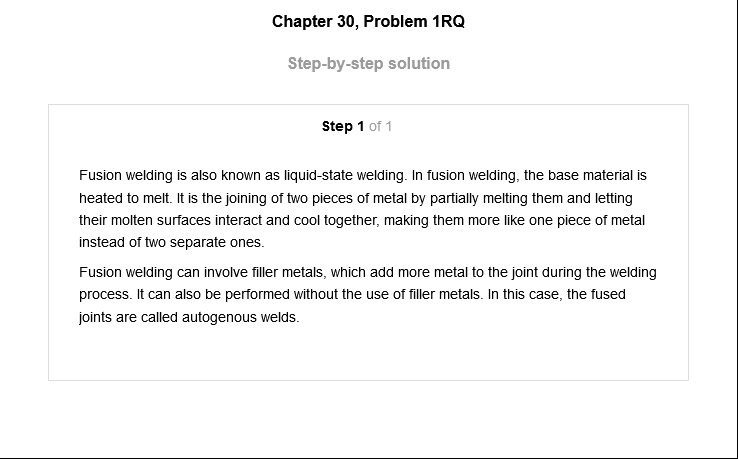 Chapter 30, Problem 1RQ
Step-by-step solution
Step 1 of 1
Fusion welding is also known as liquid-state welding. In fusion welding, the base material is
heated to melt. It is the joining of two pieces of metal by partially melting them and letting
their molten surfaces interact and cool together, making them more like one piece of metal
instead of two separate ones.
Fusion welding can involve filler metals, which add more metal to the joint during the welding
process. It can also be performed without the use of filler metals. In this case, the fused
joints are called autogenous welds.